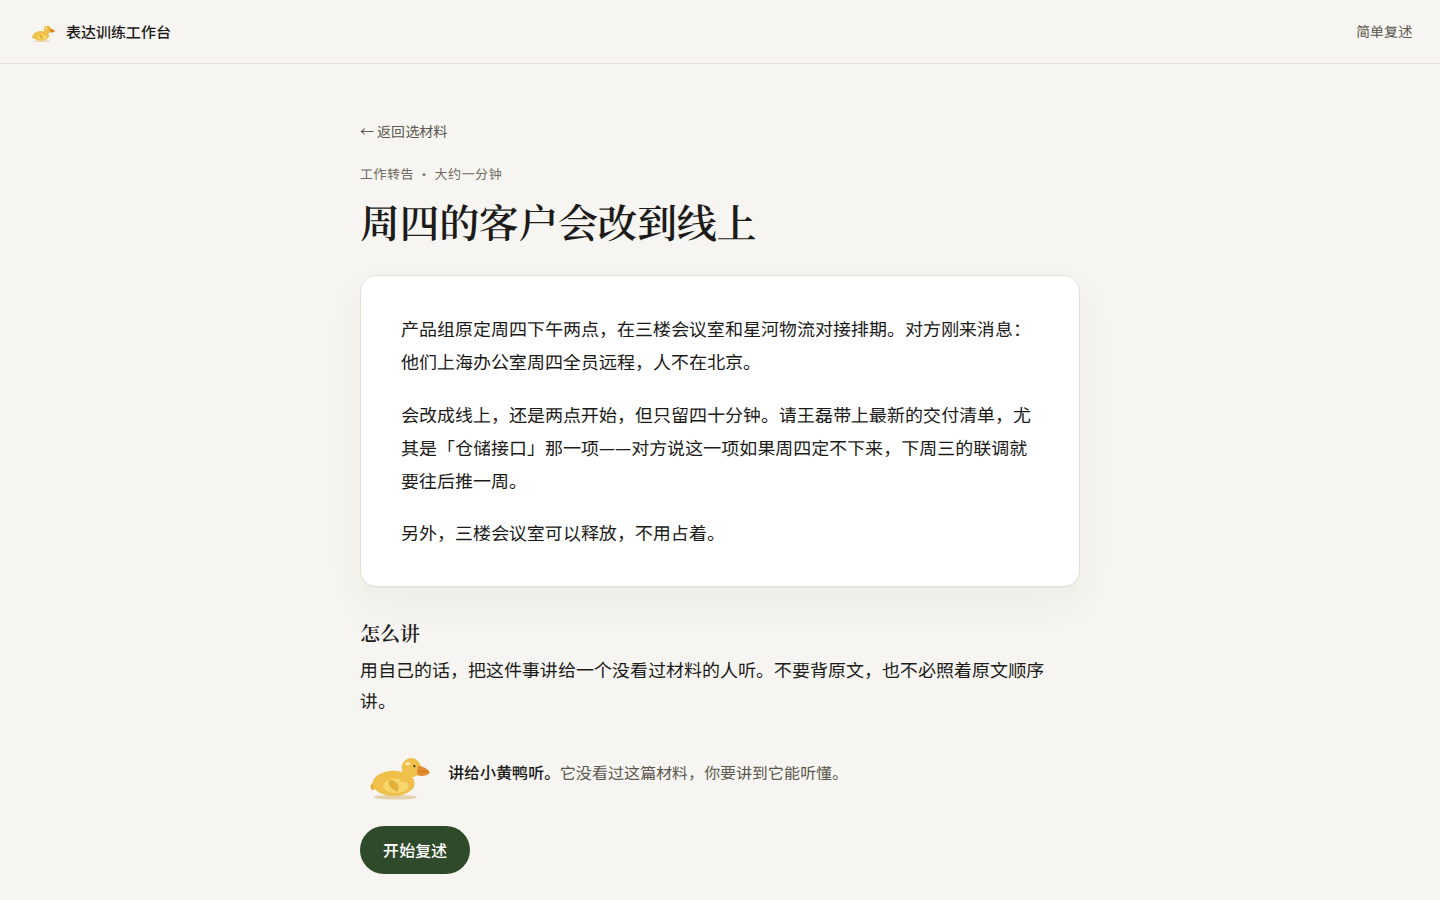 表达训练工作台
简单复述
← 返回选材料
工作转告 · 大约一分钟
周四的客户会改到线上
产品组原定周四下午两点，在三楼会议室和星河物流对接排期。对方刚来消息：
他们上海办公室周四全员远程，人不在北京。
会改成线上，还是两点开始，但只留四十分钟。请王磊带上最新的交付清单，尤
其是「仓储接口」那一项——对方说这一项如果周四定不下来，下周三的联调就
要往后推一周。
另外，三楼会议室可以释放，不用占着。
怎么讲
用自己的话，把这件事讲给一个没看过材料的人听。不要背原文，也不必照着原文顺序
讲。
讲给小黄鸭听。它没看过这篇材料，你要讲到它能听懂。
开始复述